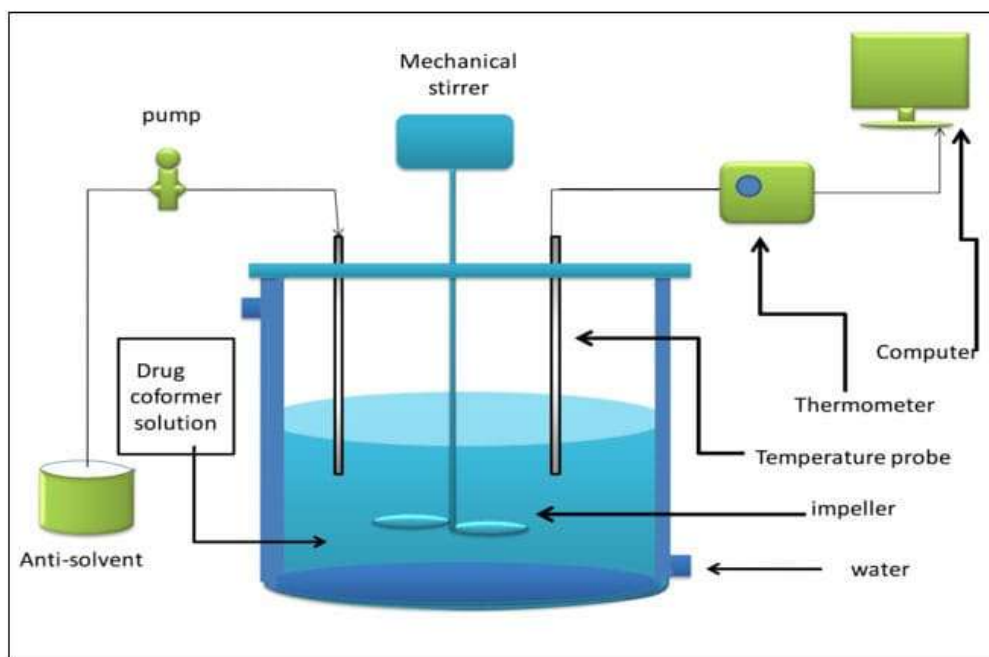 Mechanical
stirrer
pump
Drug
coformer
solution
Computer
Thermometer
Temperature probe
impeller
Anti-solvent
water